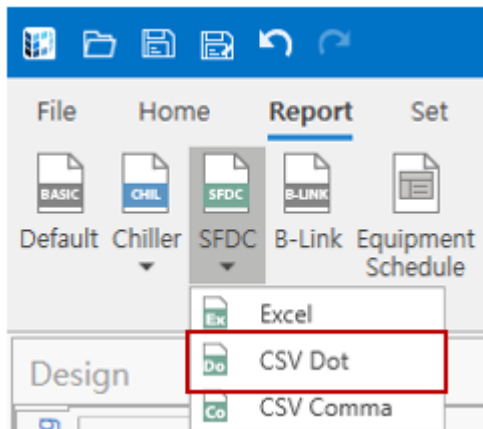 File Home Report Set
BASIC CHIL SFDC B-LINK
Default Chiller SFDC B-Link Equipment
Schedule
Ex Excel
Do CSV Dot
Design
Co CSV Comma